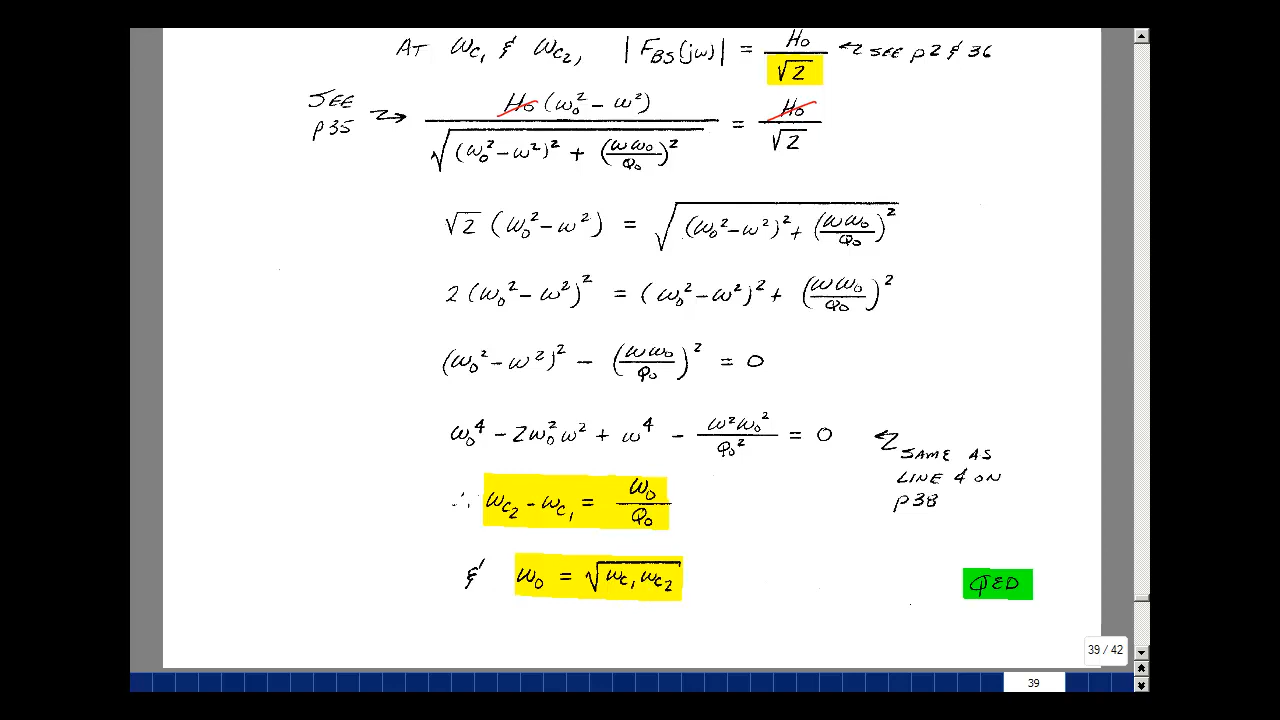 AT ωc₁ & ωc₂, |F_BS(jω)| = H₀/√2 ← SEE p2 & 36
SEE p35 → H₀(ω₀² − ω²) / √((ω₀² − ω²)² + (ωω₀/Q₀)²) = H₀/√2
√2 (ω₀² − ω²) = √((ω₀² − ω²)² + (ωω₀/Q₀)²)
2(ω₀² − ω²)² = (ω₀² − ω²)² + (ωω₀/Q₀)²
(ω₀² − ω²)² − (ωω₀/Q₀)² = 0
ω₀⁴ − 2ω₀²ω² + ω⁴ − ω²ω₀²/Q₀² = 0 ← SAME AS
LINE 4 ON
p38
∴ ωc₂ − ωc₁ = ω₀/Q₀
& ω₀ = √(ωc₁ ωc₂)
QED
39 / 42
39